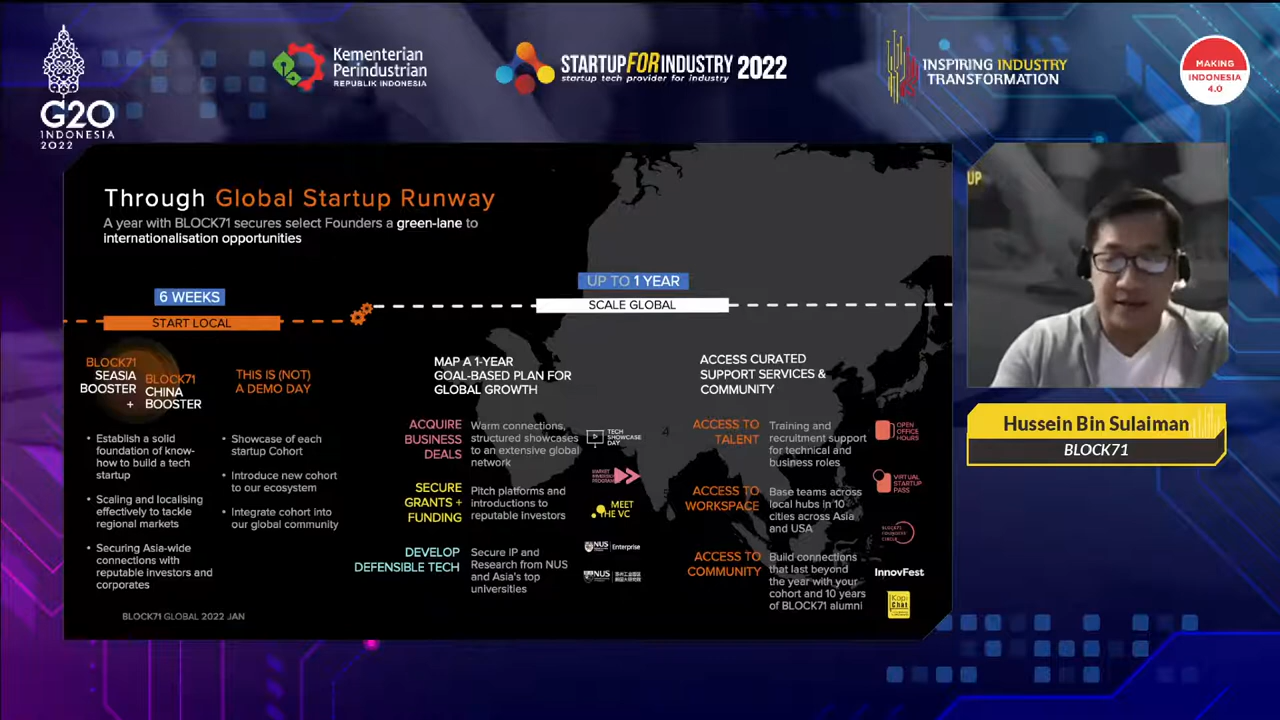 G20
INDONESIA
2022
Kementerian
Perindustrian
REPUBLIK INDONESIA
STARTUPFORINDUSTRY 2022
startup tech provider for industry
INSPIRING INDUSTRY
TRANSFORMATION
MAKING
INDONESIA
4.0
Through Global Startup Runway
A year with BLOCK71 secures select Founders a green-lane to
internationalisation opportunities
6 WEEKS
START LOCAL
UP TO 1 YEAR
SCALE GLOBAL
BLOCK71
SEASIA
BOOSTER
+
BLOCK71
CHINA
BOOSTER
• Establish a solid
foundation of know-
how to build a tech
startup
• Scaling and localising
effectively to tackle
regional markets
• Securing Asia-wide
connections with
reputable investors and
corporates
THIS IS (NOT)
A DEMO DAY
• Showcase of each
startup Cohort
• Introduce new cohort
to our ecosystem
• Integrate cohort into
our global community
MAP A 1-YEAR
GOAL-BASED PLAN FOR
GLOBAL GROWTH
ACQUIRE
BUSINESS
DEALS
Warm connections,
structured showcases
to an extensive global
network
TECH
SHOWCASE
DAY
SECURE
GRANTS +
FUNDING
Pitch platforms and
introductions to
reputable investors
MEET
THE VC
DEVELOP
DEFENSIBLE TECH
Secure IP and
Research from NUS
and Asia's top
universities
NUS Enterprise
NUS
ACCESS CURATED
SUPPORT SERVICES &
COMMUNITY
ACCESS TO
TALENT
Training and
recruitment support
for technical and
business roles
OPEN
OFFICE
HOURS
ACCESS TO
WORKSPACE
Base teams across
local hubs in 10
cities across Asia
and USA
VIRTUAL
STARTUP
PASS
ACCESS TO
COMMUNITY
Build connections
that last beyond
the year with your
cohort and 10 years
of BLOCK71 alumni
InnovFest
Kopi
Chat
BLOCK71 GLOBAL 2022 JAN
UP
Hussein Bin Sulaiman
BLOCK71